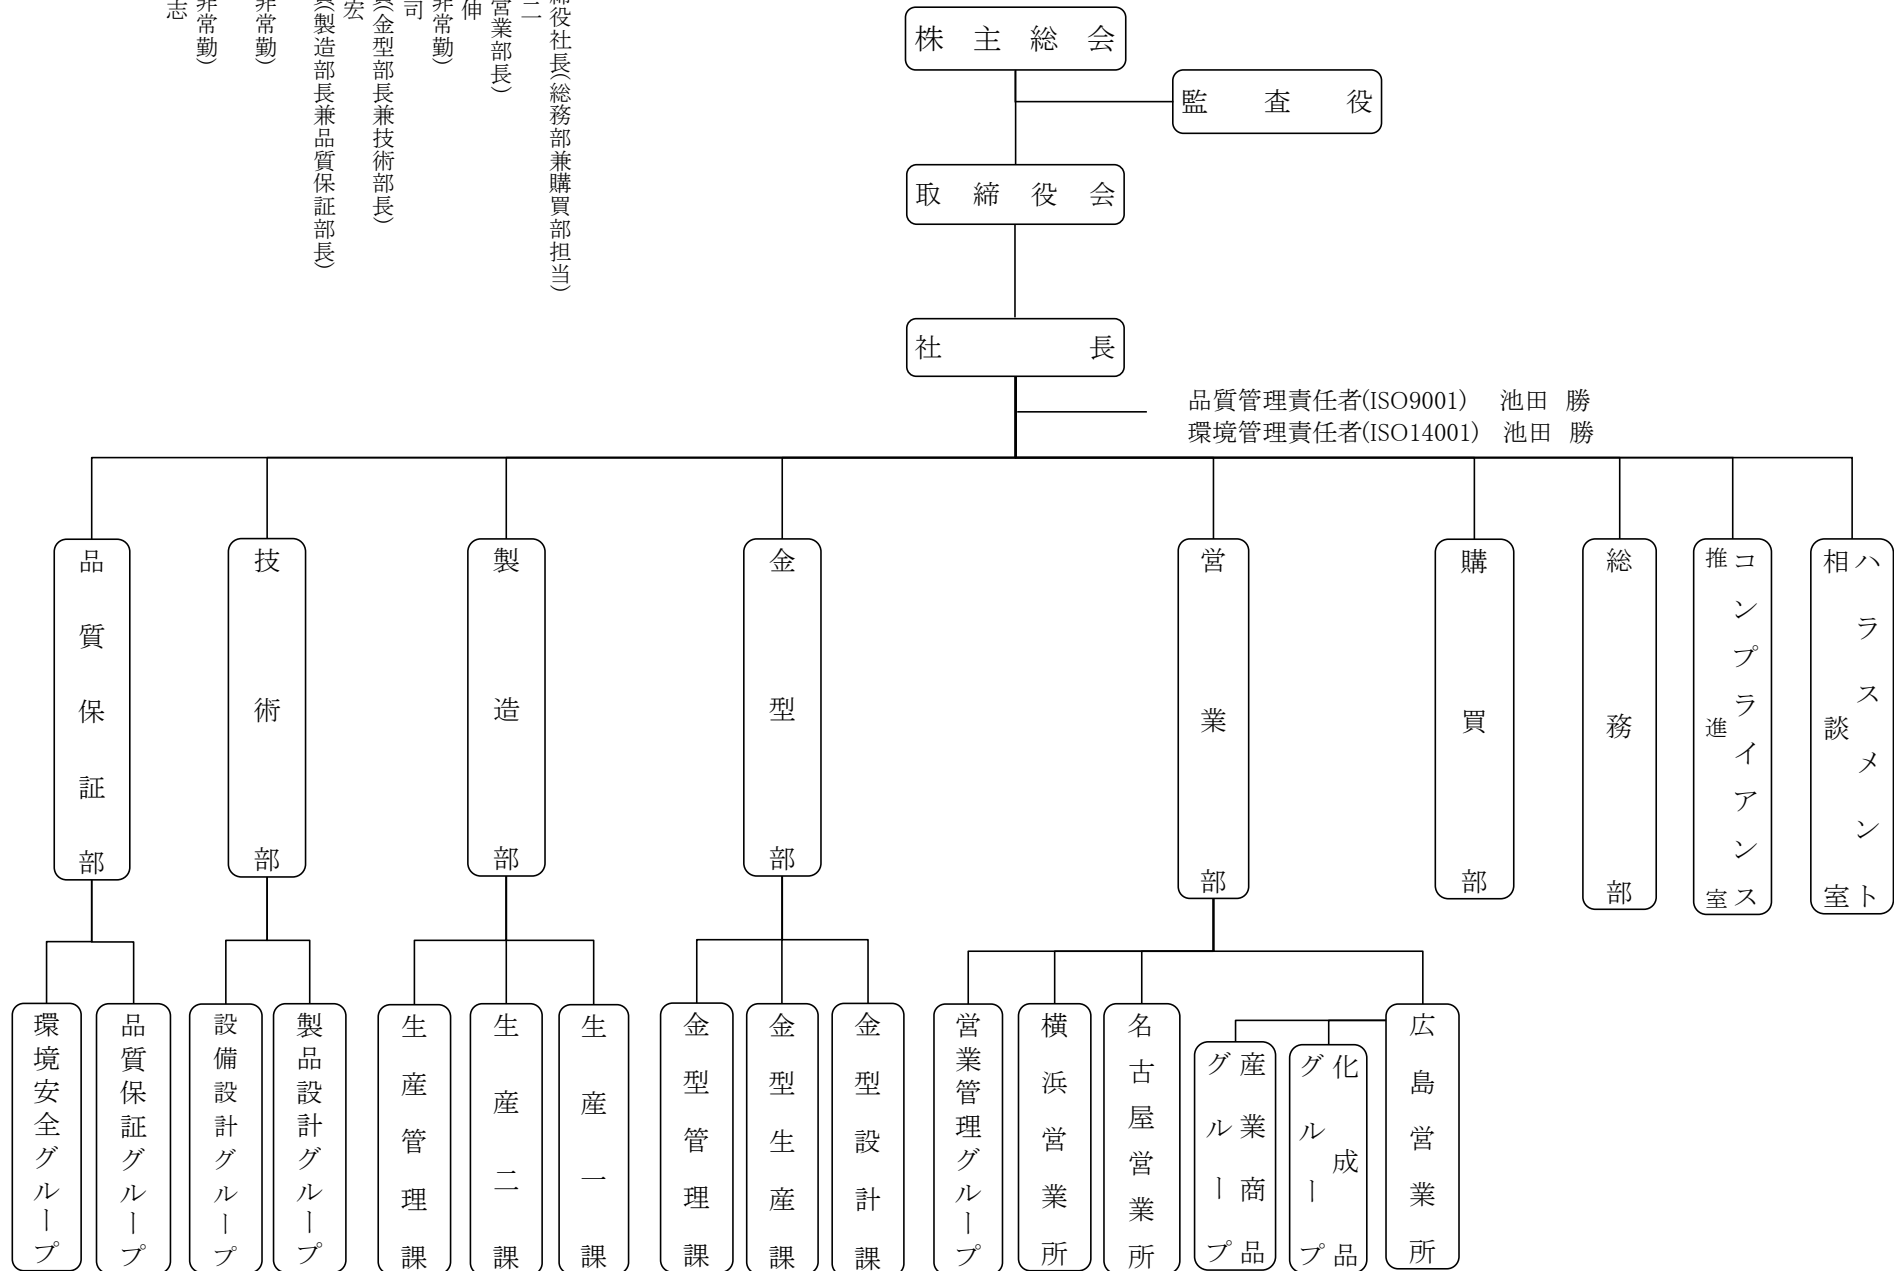 株主総会
監査役
取締役会
社長
品質管理責任者(ISO9001) 池田 勝
環境管理責任者(ISO14001) 池田 勝
締役社長(総務部兼購買部担当)
二
営業部長)
伸
非常勤)
司
(金型部長兼技術部長)
宏
(製造部長兼品質保証部長)
非常勤)
非常勤)
志
ハラスメント
相談室
コンプライアンス
推進室
総務部
購買部
営業部
金型部
製造部
技術部
品質保証部
広島営業所
化成品
グループ
産業商品
グループ
名古屋営業所
横浜営業所
営業管理グループ
金型設計課
金型生産課
金型管理課
生産一課
生産二課
生産管理課
製品設計グループ
設備設計グループ
品質保証グループ
環境安全グループ